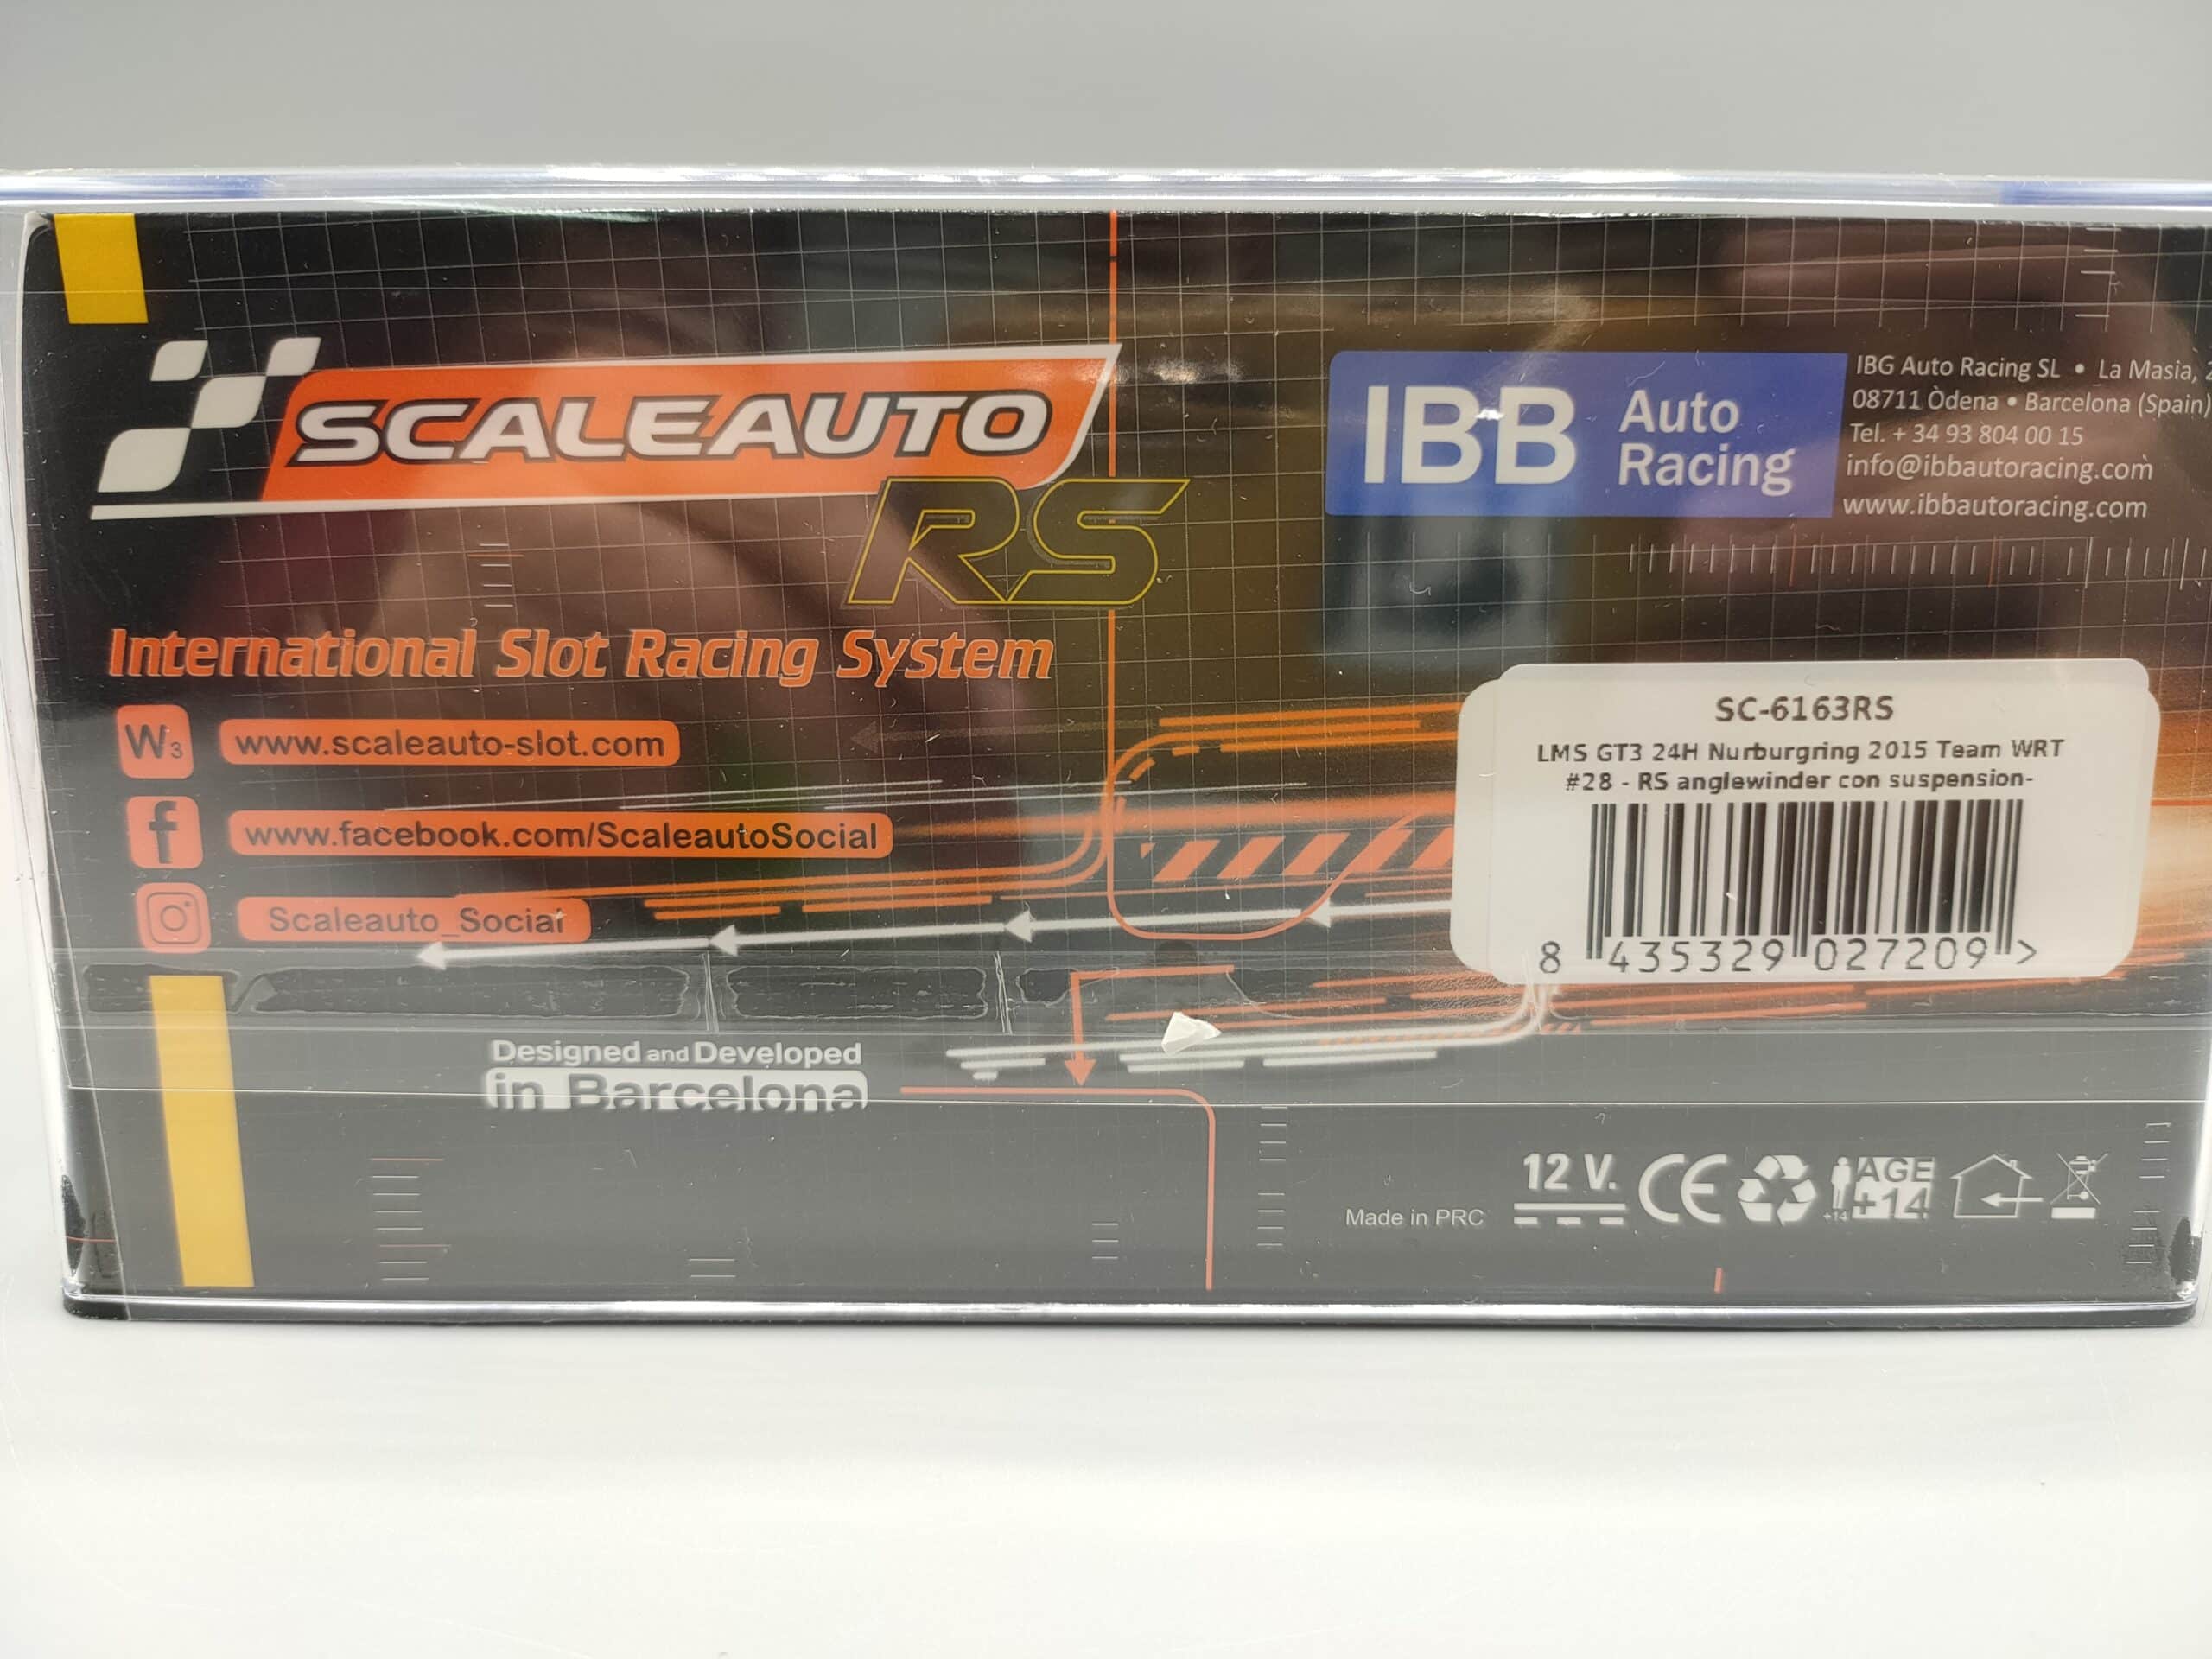 SCALEAUTO
RS
International Slot Racing System
W3 www.scaleauto-slot.com
f www.facebook.com/ScaleautoSocial
Scaleauto_Social
Designed and Developed
in Barcelona
IBB Auto Racing
IBG Auto Racing SL • La Masia,
08711 Òdena • Barcelona (Spain)
Tel. + 34 93 804 00 15
info@ibbautoracing.com
www.ibbautoracing.com
SC-6163RS
LMS GT3 24H Nurburgring 2015 Team WRT
#28 - RS anglewinder con suspension-
8 435329 027209 >
Made in PRC
12 V.
CE
+14
AGE
+14